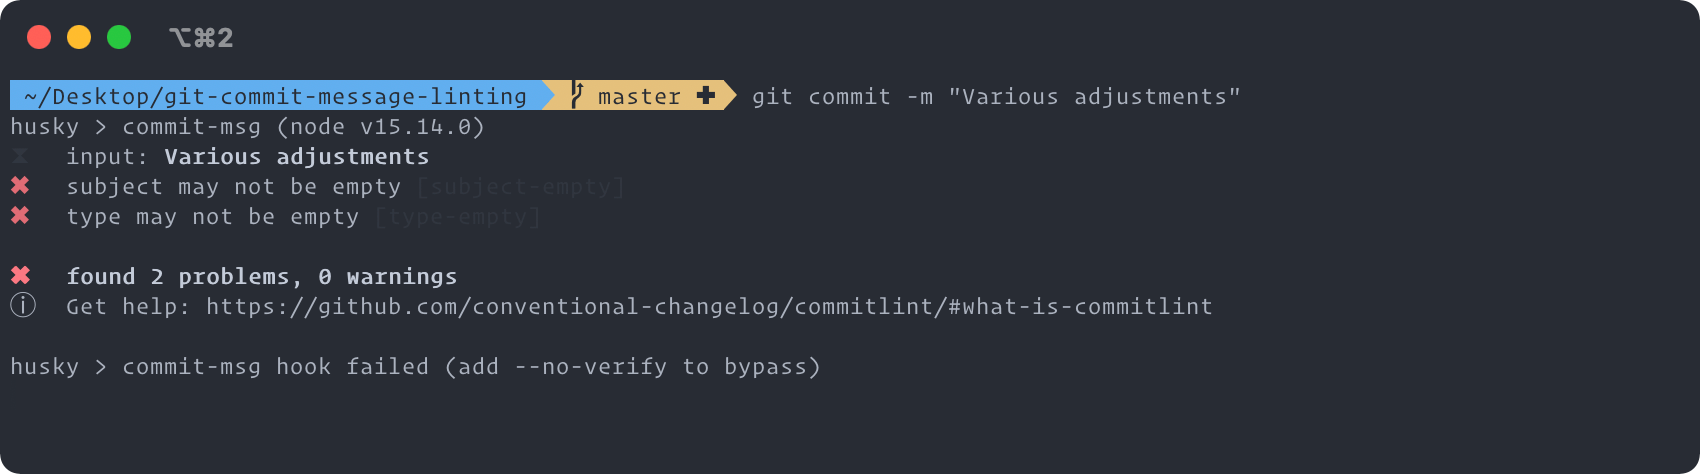 ⌥⌘2
~/Desktop/git-commit-message-linting master ✚ git commit -m "Various adjustments"
husky > commit-msg (node v15.14.0)
⧗ input: Various adjustments
✖ subject may not be empty [subject-empty]
✖ type may not be empty [type-empty]
✖ found 2 problems, 0 warnings
ⓘ Get help: https://github.com/conventional-changelog/commitlint/#what-is-commitlint
husky > commit-msg hook failed (add --no-verify to bypass)